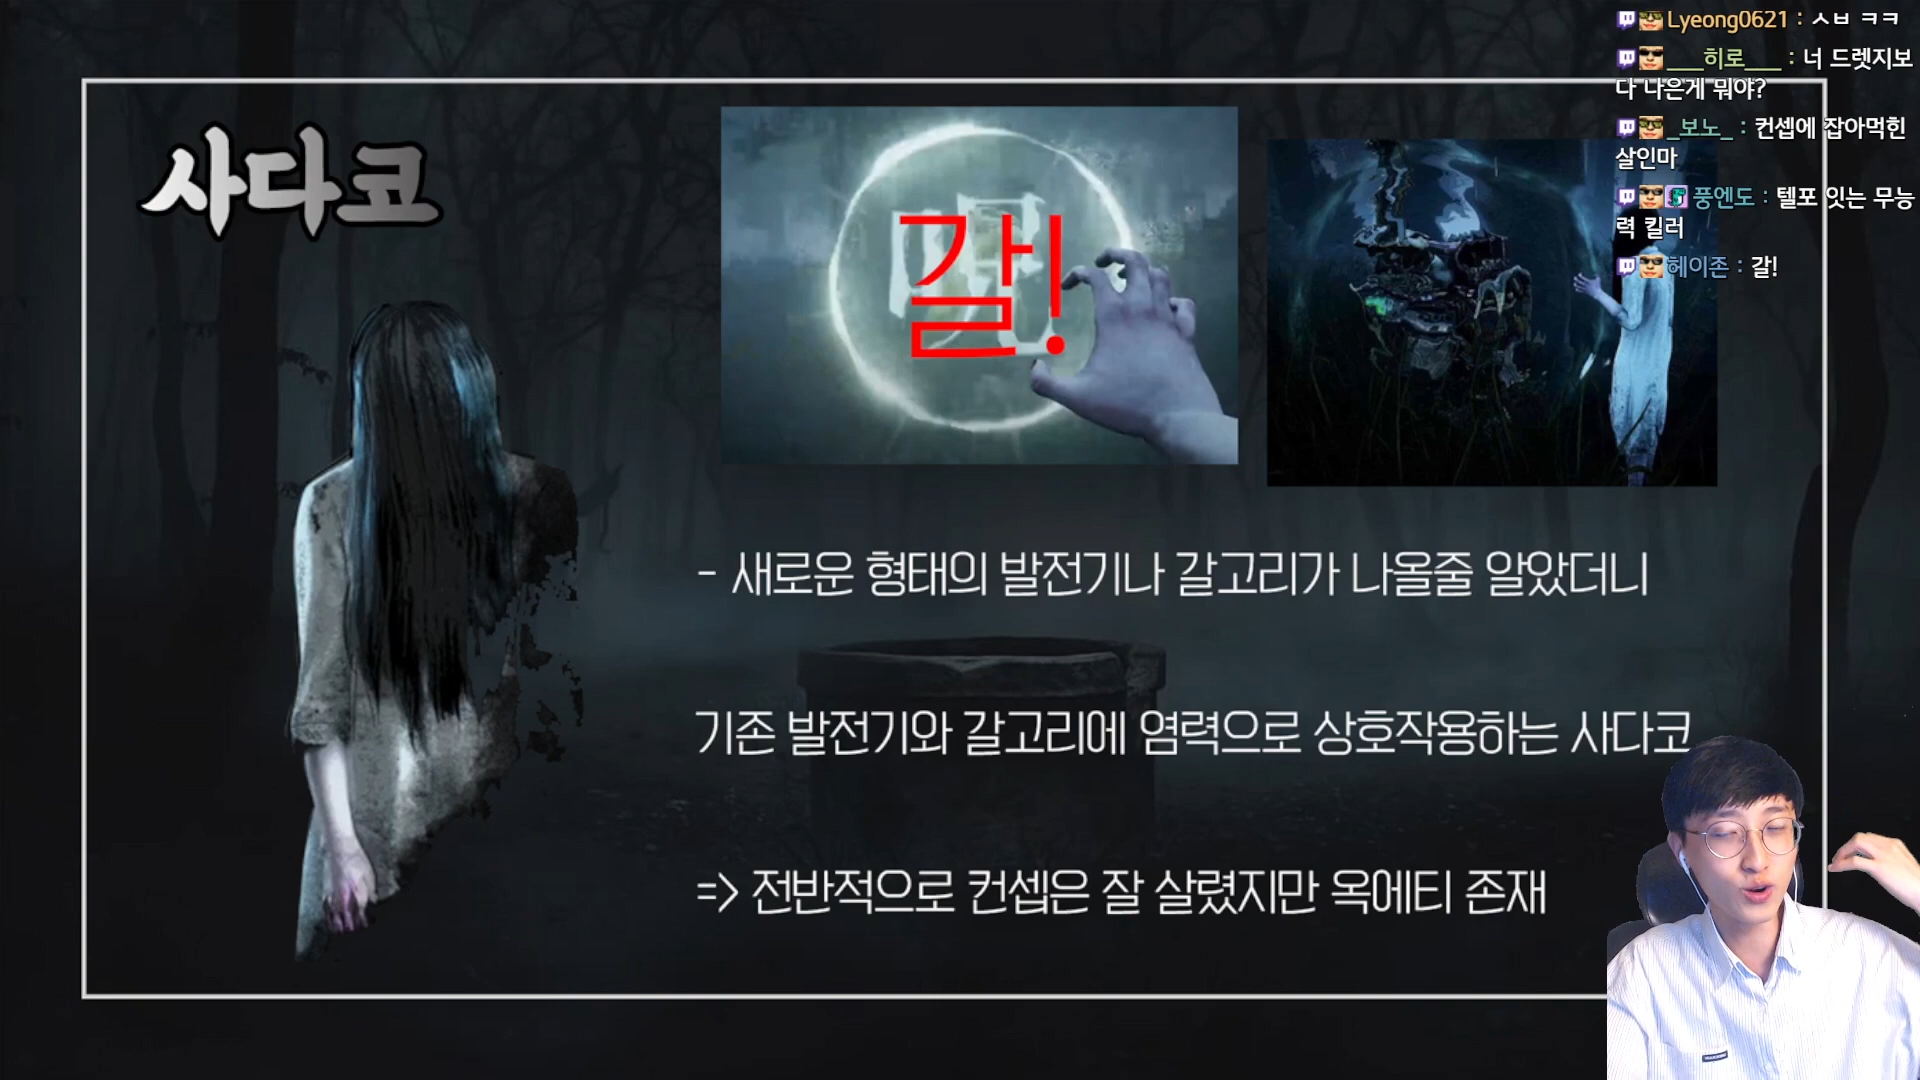 Lyeong0621 : ㅅㅂ ㅋㅋ
___히로___ : 너 드렛지보
다 나은게 뭐야?
_보노_ : 컨셉에 잡아먹힌
살인마
풍엔도 : 텔포 잇는 무능
력 킬러
헤이존 : 갈!
사다코
갈!
- 새로운 형태의 발전기나 갈고리가 나올줄 알았더니
기존 발전기와 갈고리에 염력으로 상호작용하는 사다코
=> 전반적으로 컨셉은 잘 살렸지만 옥에티 존재